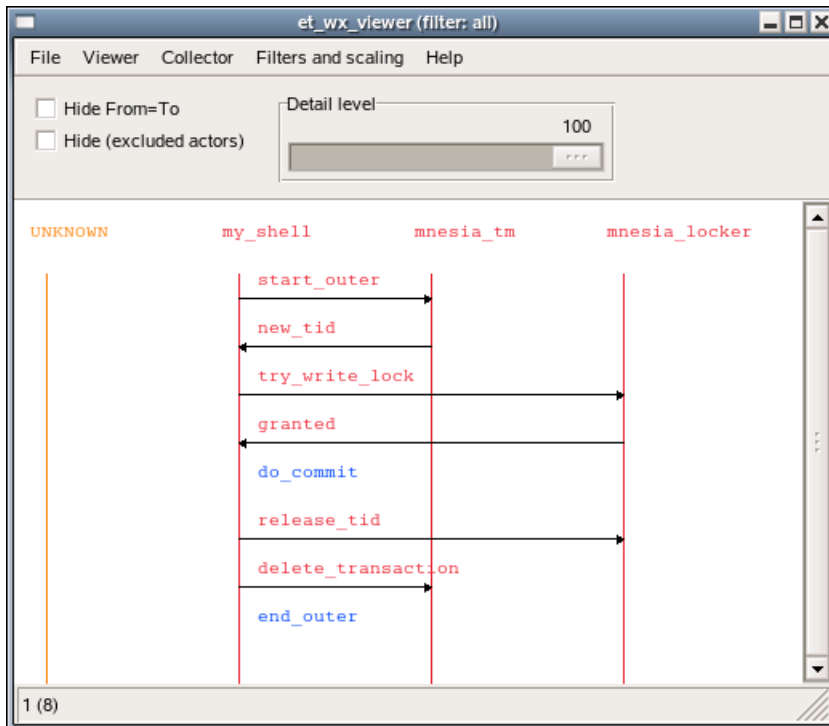 et_wx_viewer (filter: all)
File Viewer Collector Filters and scaling Help
Hide From=To
Hide (excluded actors)
Detail level
100
UNKNOWN my_shell mnesia_tm mnesia_locker
start_outer
new_tid
try_write_lock
granted
do_commit
release_tid
delete_transaction
end_outer
1 (8)